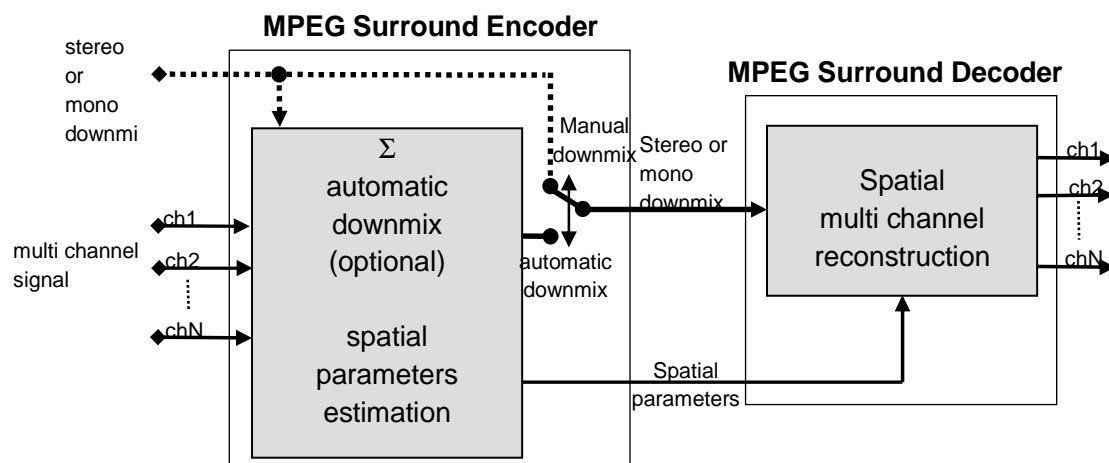 MPEG Surround Encoder
stereo
or
mono
downmi
MPEG Surround Decoder
Σ
automatic
downmix
(optional)
spatial
parameters
estimation
multi channel
signal
ch1
ch2
chN
Manual
downmix
automatic
downmix
Stereo or
mono
downmix
Spatial
parameters
Spatial
multi channel
reconstruction
ch1
ch2
chN